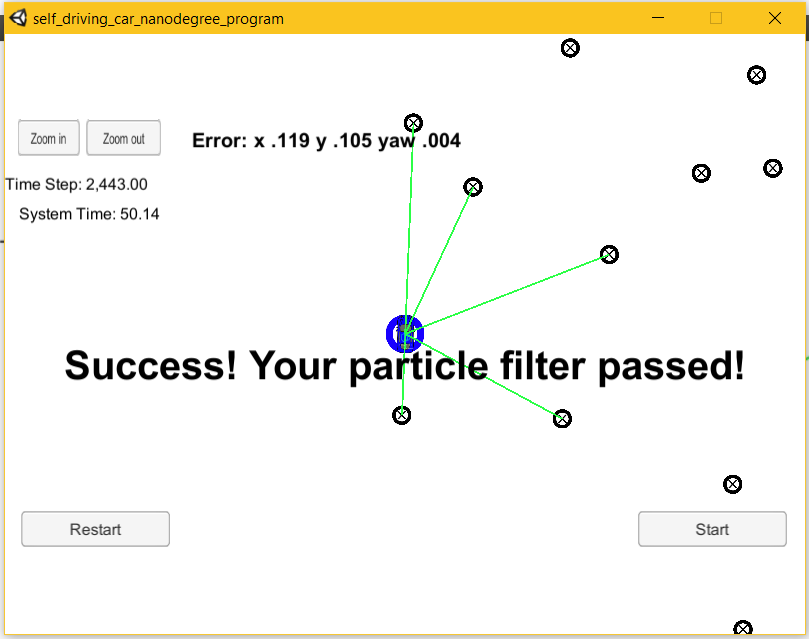 self_driving_car_nanodegree_program
Zoom in
Zoom out
Error: x .119 y .105 yaw .004
Time Step: 2,443.00
System Time: 50.14
Success! Your particle filter passed!
Restart
Start